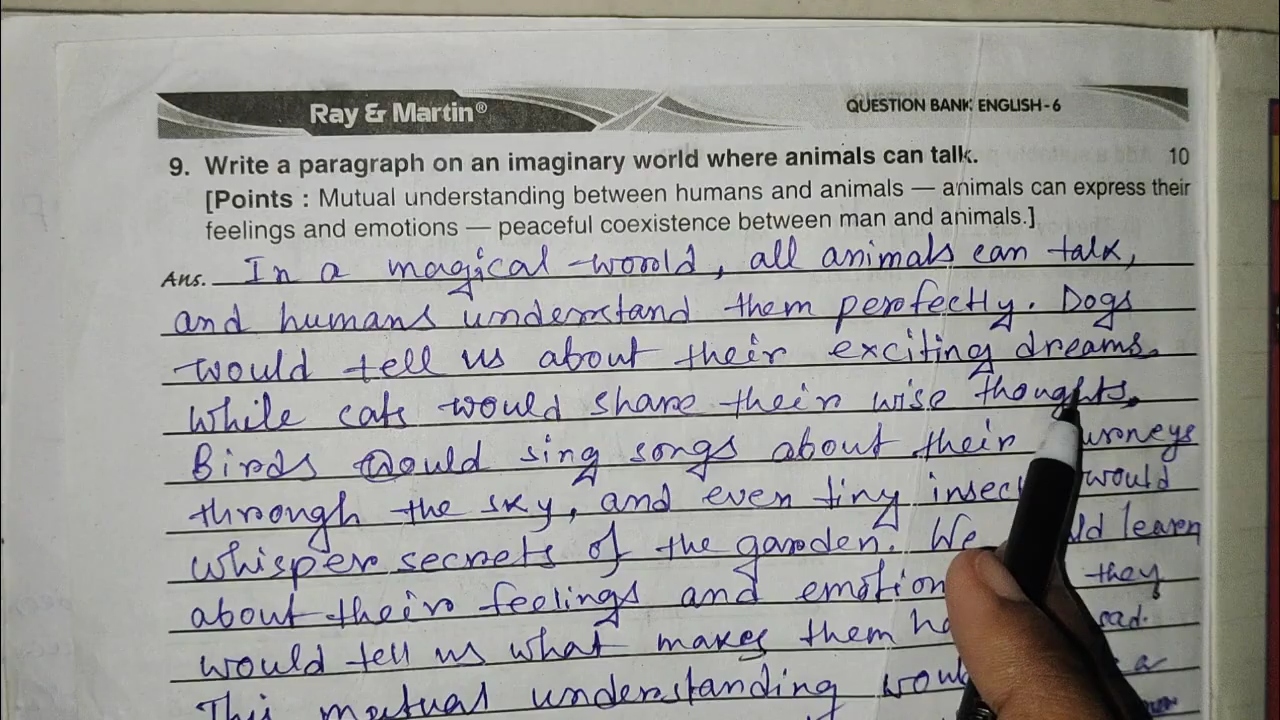 Ray & Martin®
QUESTION BANK ENGLISH-6
9. Write a paragraph on an imaginary world where animals can talk. 10
[Points : Mutual understanding between humans and animals — animals can express their
feelings and emotions — peaceful coexistence between man and animals.]
Ans. In a magical world, all animals can talk,
and humans understand them perfectly. Dogs
would tell us about their exciting dreams.
While cats would share their wise thoughts.
Birds would sing songs about their
through the sky, and even tiny would
whisper secrets of the garden. We learn
about their feelings and they
would tell us what makes them sad.
This mutual understanding a